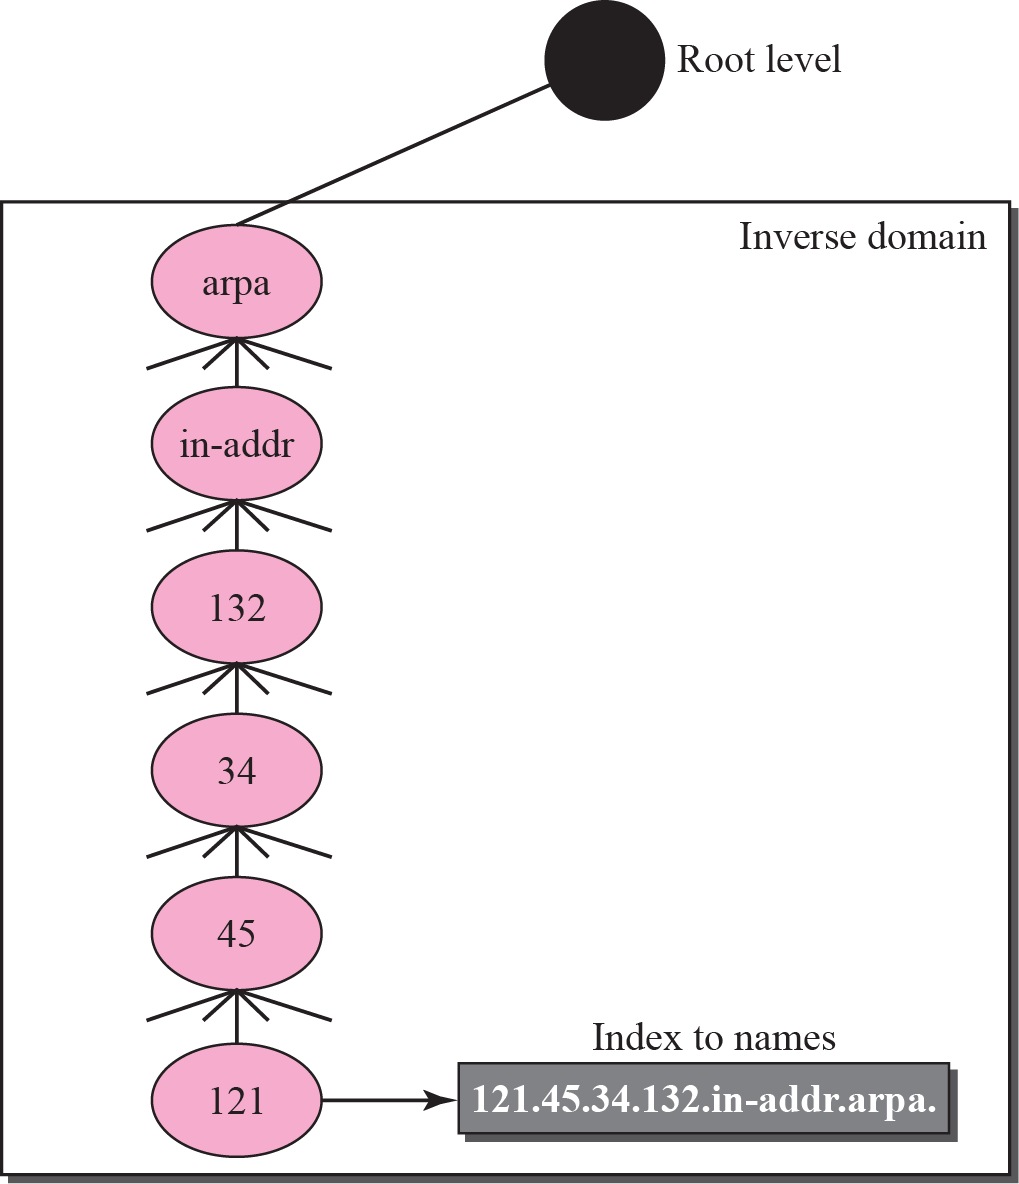 Root level
Inverse domain
arpa
in-addr
132
34
45
Index to names
121
121.45.34.132.in-addr.arpa.